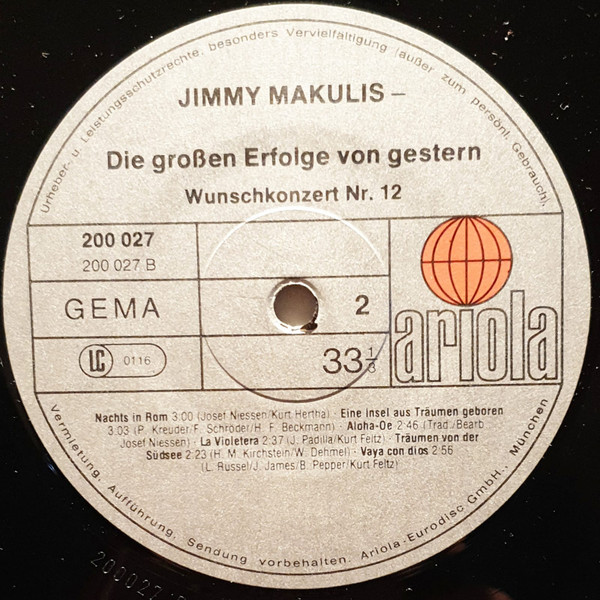 Urheber- u. Leistungsschutzrechte, besonders Vervielfältigung (außer zum persönl. Gebrauch),
JIMMY MAKULIS –
Die großen Erfolge von gestern
Wunschkonzert Nr. 12
200 027
200 027 B
GEMA
2
LC 0116
33 1/3
ariola
Nachts in Rom 3:00 (Josef Niessen/Kurt Hertha) · Eine Insel aus Träumen geboren
3:03 (P. Kreuder/F. Schröder/H. F. Beckmann) · Aloha-Oe 2:46 (Trad./Bearb.
Josef Niessen) · La Violetera 2:37 (J. Padilla/Kurt Feltz) · Träumen von der
Südsee 2:23 (H. M. Kirchstein/W. Dehmel) · Vaya con dios 2:56
(L. Russel/J. James/B. Pepper/Kurt Feltz)
Vermietung, Aufführung, Sendung vorbehalten. Ariola-Eurodisc GmbH., München
200027